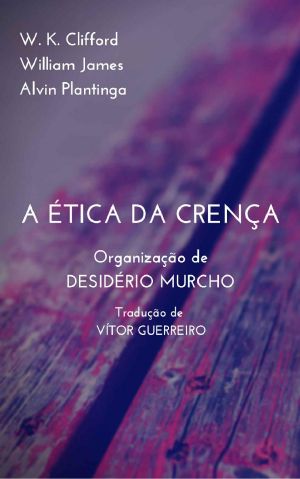 W. K. Clifford
William James
Alvin Plantinga
A ÉTICA DA CRENÇA
Organização de
DESIDÉRIO MURCHO
Tradução de
VÍTOR GUERREIRO